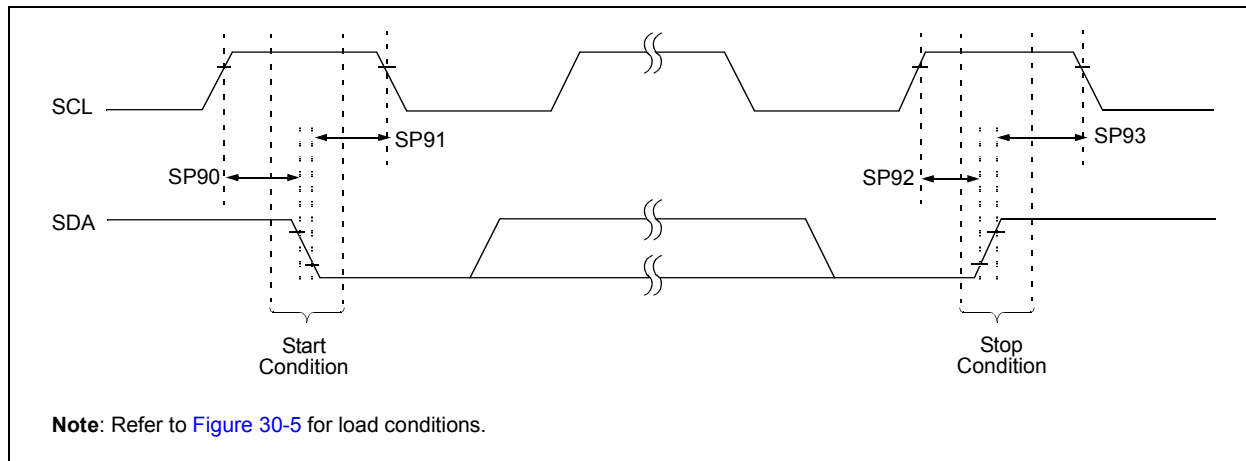 SCL
SP91
SP93
SP90
SP92
SDA
Start
Condition
Stop
Condition
Note: Refer to Figure 30-5 for load conditions.